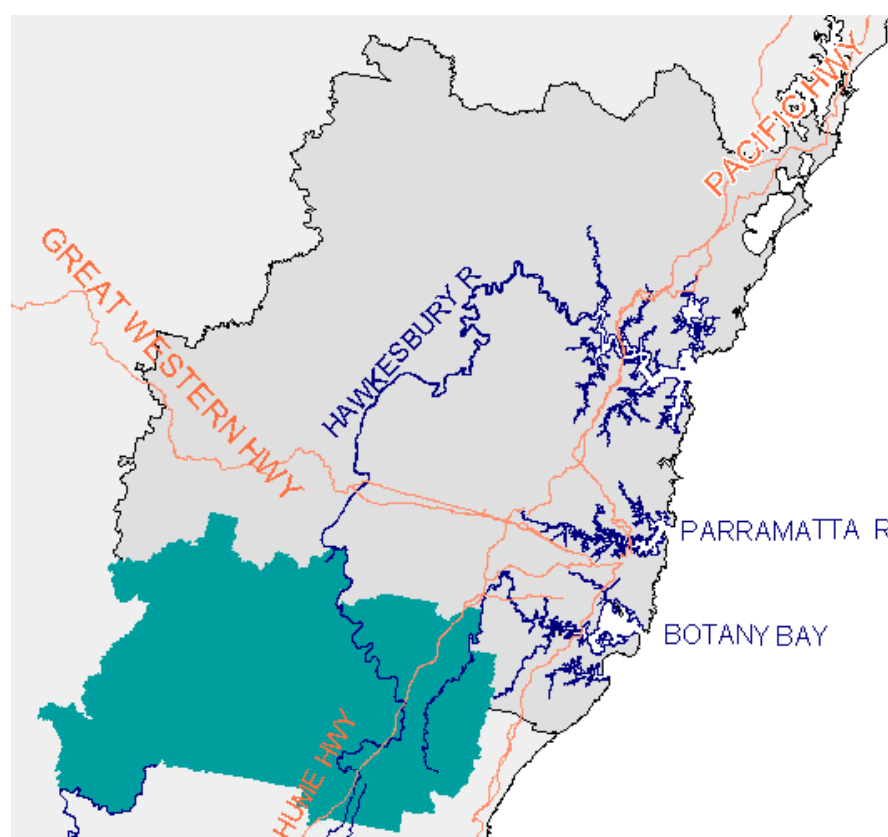 PACIFIC HWY
GREAT WESTERN HWY
HAWKESBURY R
PARRAMATTA R
BOTANY BAY
HUME HWY